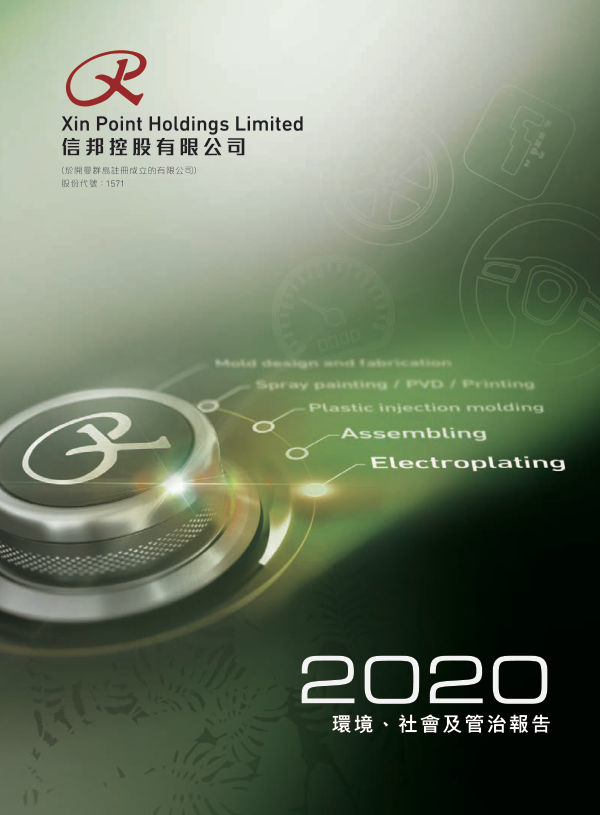 Xin Point Holdings Limited
信邦控股有限公司
(於開曼群島註冊成立的有限公司)
股份代號：1571
Mold design and fabrication
Spray painting / PVD / Printing
Plastic injection molding
Assembling
Electroplating
2020
環境、社會及管治報告